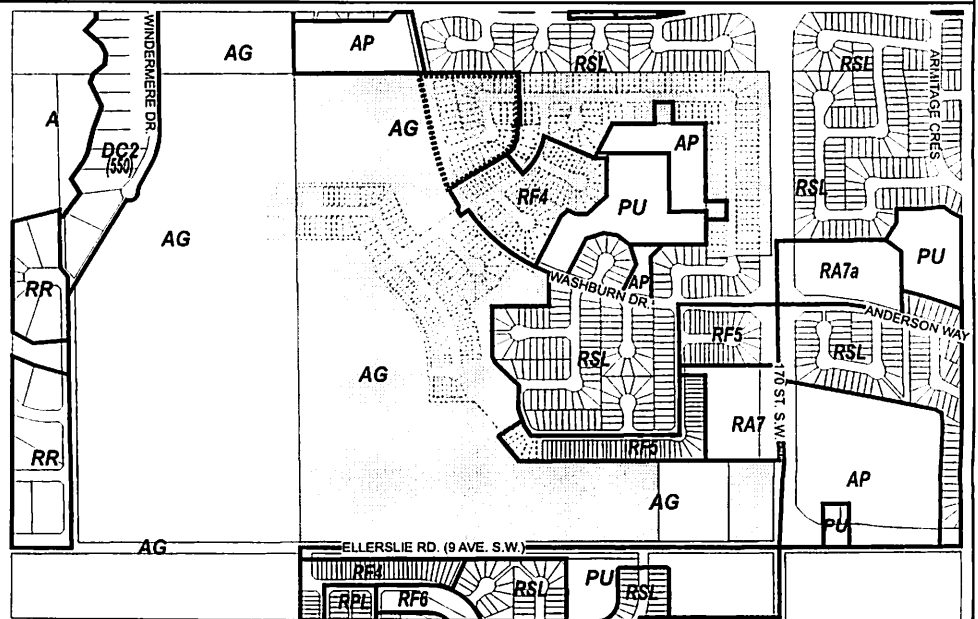 WINDERMERE DR.
AG
AP
RSL
RSL
ARMITAGE CRES
A
DC2
(550)
AG
AP
RSL
RF4
PU
AG
RR
WASHBURN DR.
AP
RA7a
PU
ANDERSON WAY
RF5
RSL
AG
RSL
170 ST. S.W.
RR
RF5
RA7
AG
AP
PU
AG
ELLERSLIE RD. (9 AVE. S.W.)
RF4
RPL
RF6
RSL
PU
RSL